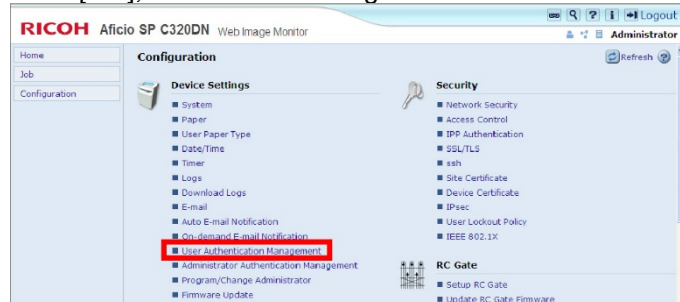 RICOH Aficio SP C320DN Web Image Monitor
Logout
Administrator
Home
Job
Configuration
Configuration
Refresh
Device Settings
System
Paper
User Paper Type
Date/Time
Timer
Logs
Download Logs
E-mail
Auto E-mail Notification
On-demand E-mail Notification
User Authentication Management
Administrator Authentication Management
Program/Change Administrator
Firmware Update
Security
Network Security
Access Control
IPP Authentication
SSL/TLS
ssh
Site Certificate
Device Certificate
IPsec
User Lockout Policy
IEEE 802.1X
RC Gate
Setup RC Gate
Update RC Gate Firmware